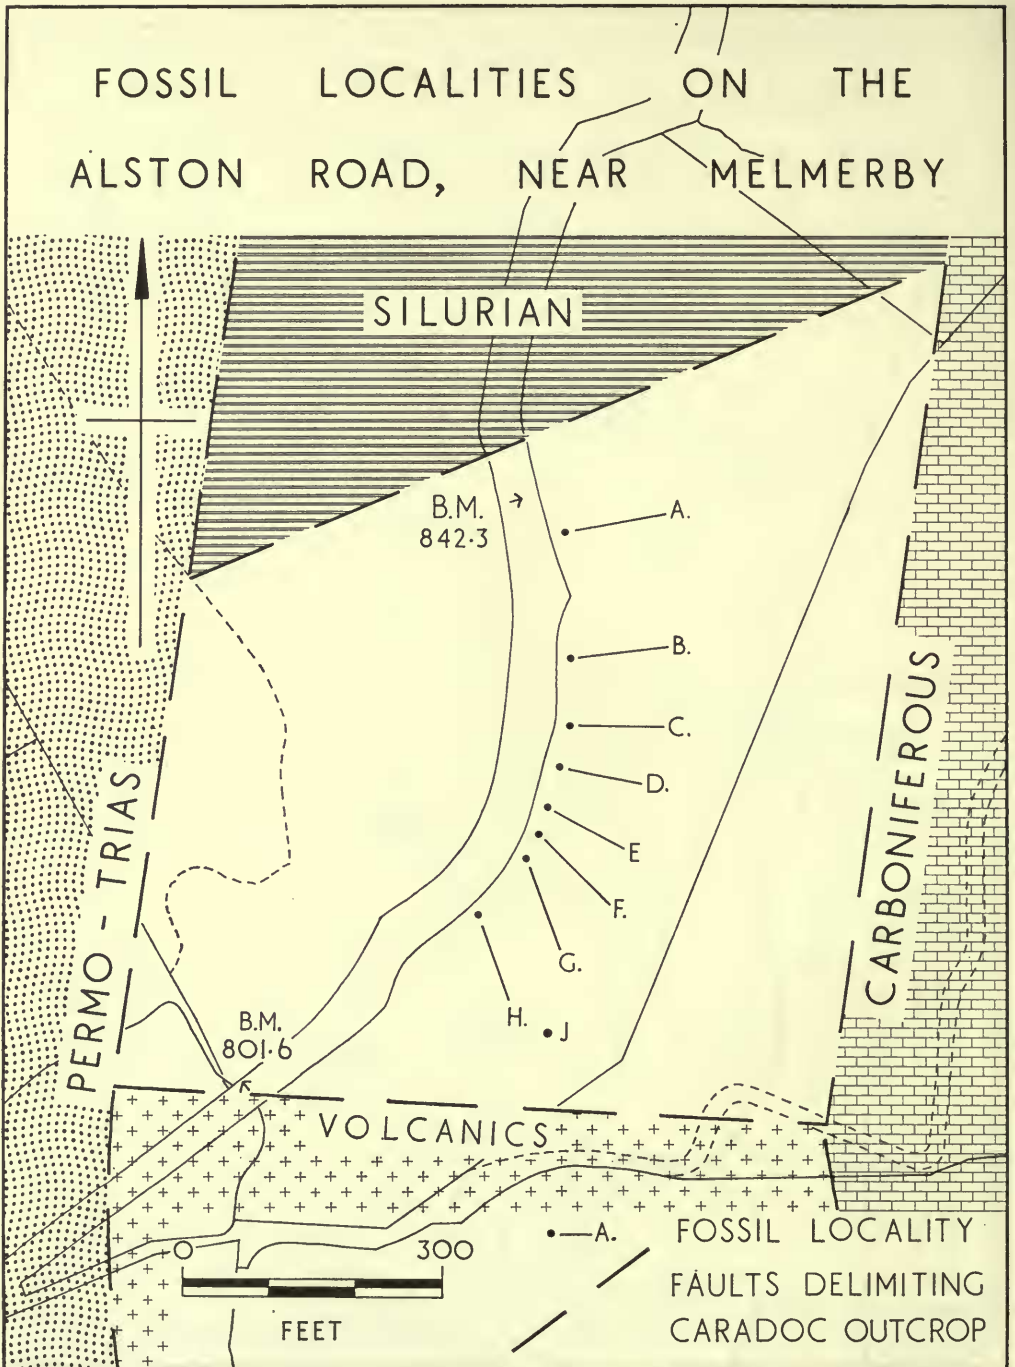 FOSSIL LOCALITIES ON THE
ALSTON ROAD, NEAR MELMERBY
SILURIAN
B.M.
842·3
A.
B.
C.
D.
E
F.
G.
H.
J
PERMO - TRIAS
CARBONIFEROUS
B.M.
801·6
VOLCANICS
A. FOSSIL LOCALITY
FAULTS DELIMITING
CARADOC OUTCROP
0 300
FEET